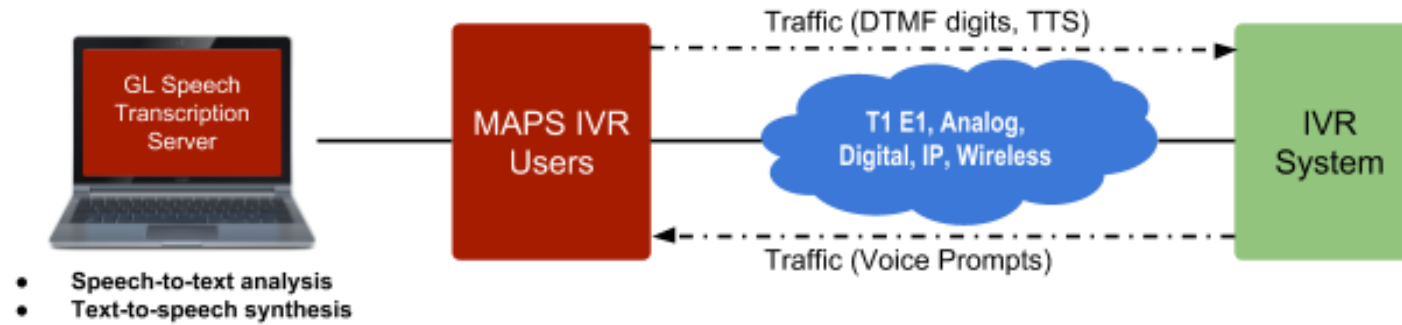 GL Speech
Transcription
Server
● Speech-to-text analysis
● Text-to-speech synthesis
MAPS IVR
Users
Traffic (DTMF digits, TTS)
T1 E1, Analog,
Digital, IP, Wireless
Traffic (Voice Prompts)
IVR
System